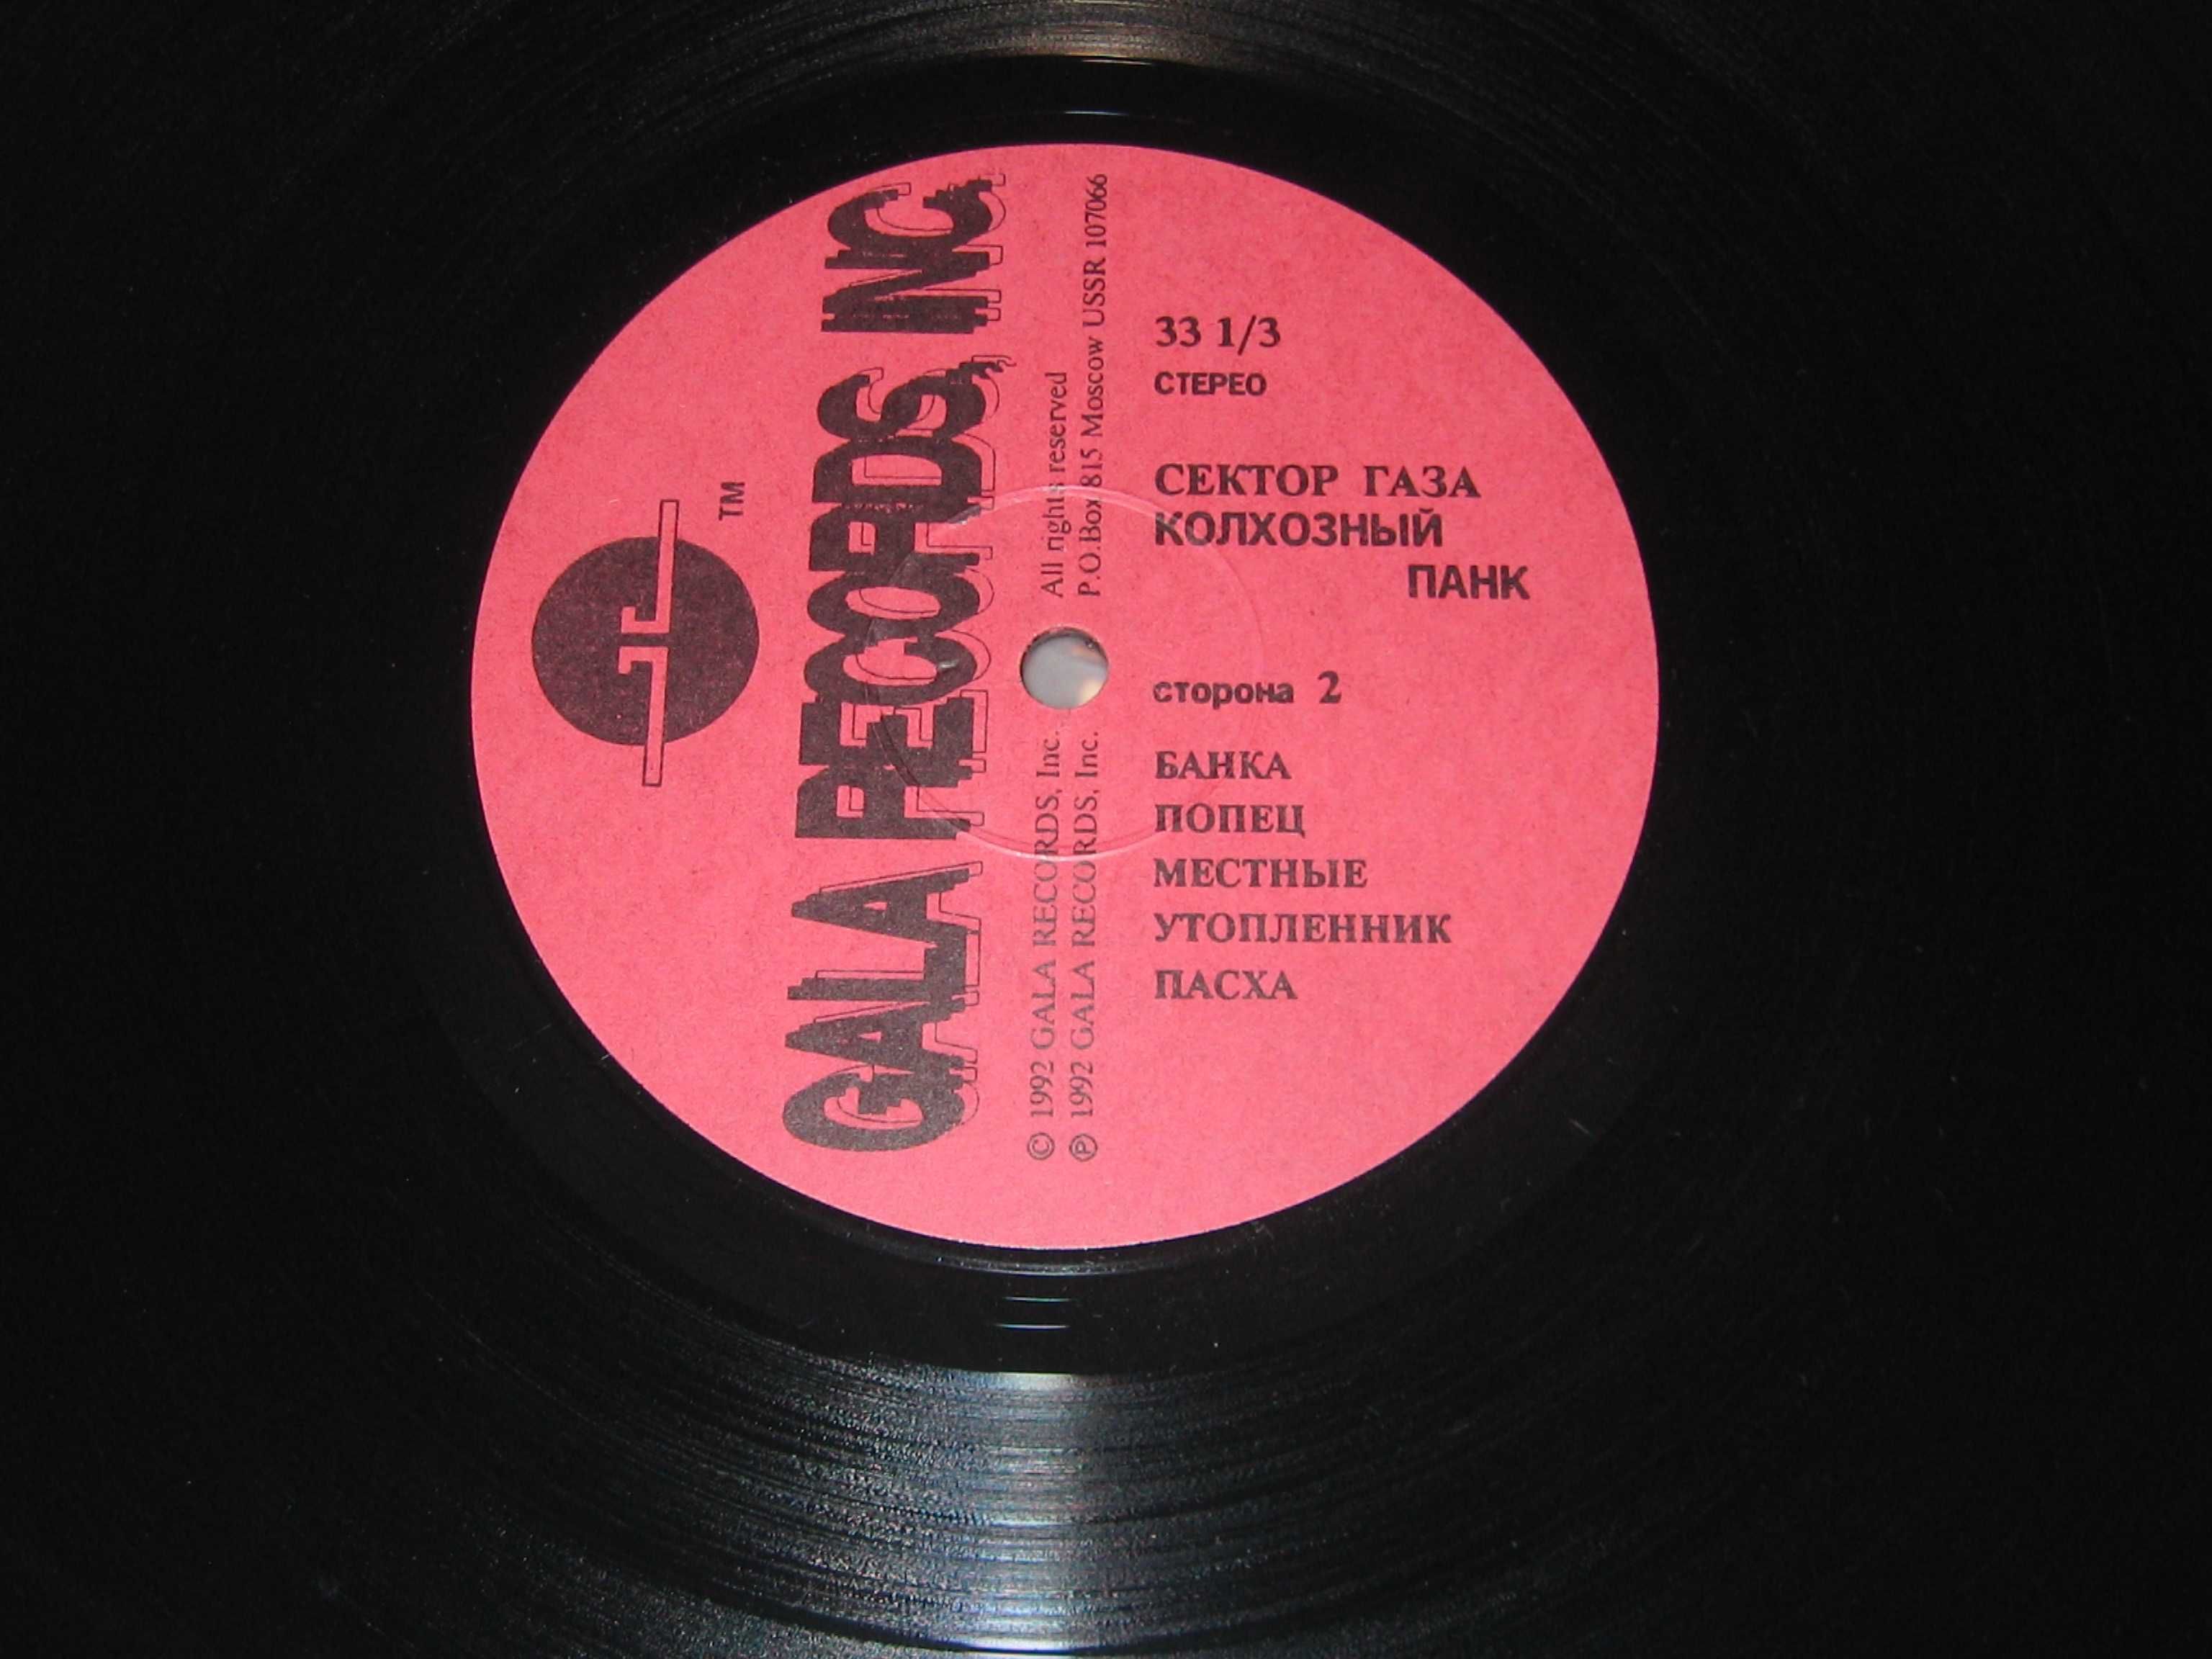 TM
GALA RECORDS, INC.
© 1992 GALA RECORDS, Inc. All rights reserved
℗ 1992 GALA RECORDS, Inc. P.O.Box 815 Moscow USSR 107066
33 1/3
СТЕРЕО
СЕКТОР ГАЗА
КОЛХОЗНЫЙ
ПАНК
сторона 2
БАНКА
ПОПЕЦ
МЕСТНЫЕ
УТОПЛЕННИК
ПАСХА